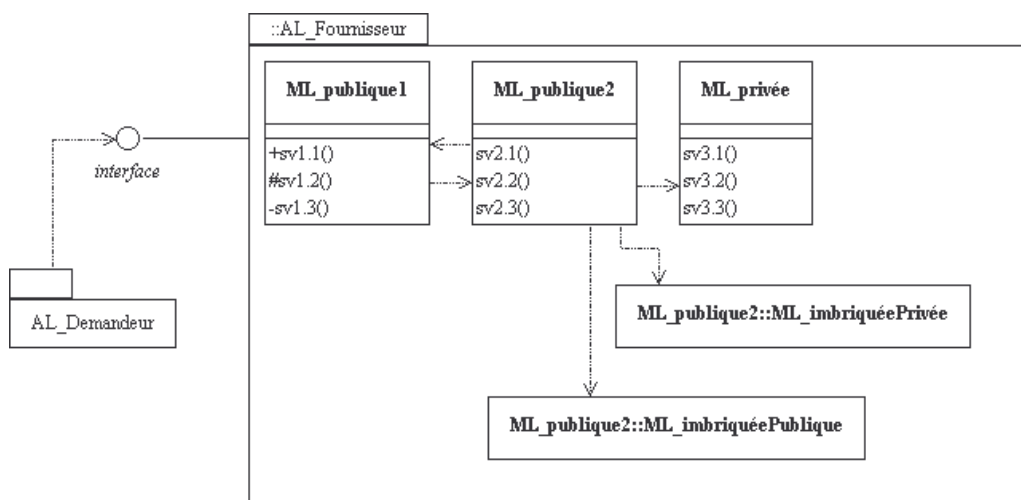 ::AL_Fournisseur
ML_publique1
ML_publique2
ML_privée
+sv1.1()
#sv1.2()
-sv1.3()
sv2.1()
sv2.2()
sv2.3()
sv3.1()
sv3.2()
sv3.3()
interface
AL_Demandeur
ML_publique2::ML_imbriquéePrivée
ML_publique2::ML_imbriquéePublique